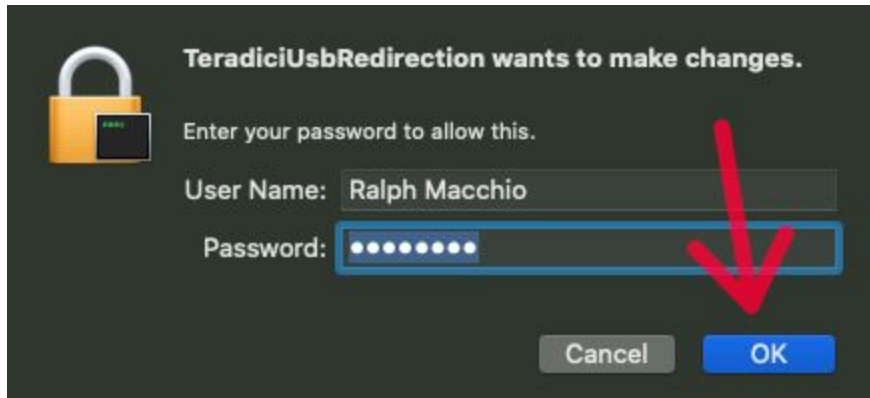 TeradiciUsbRedirection wants to make changes.
Enter your password to allow this.
User Name: Ralph Macchio
Password: ••••••••
Cancel OK